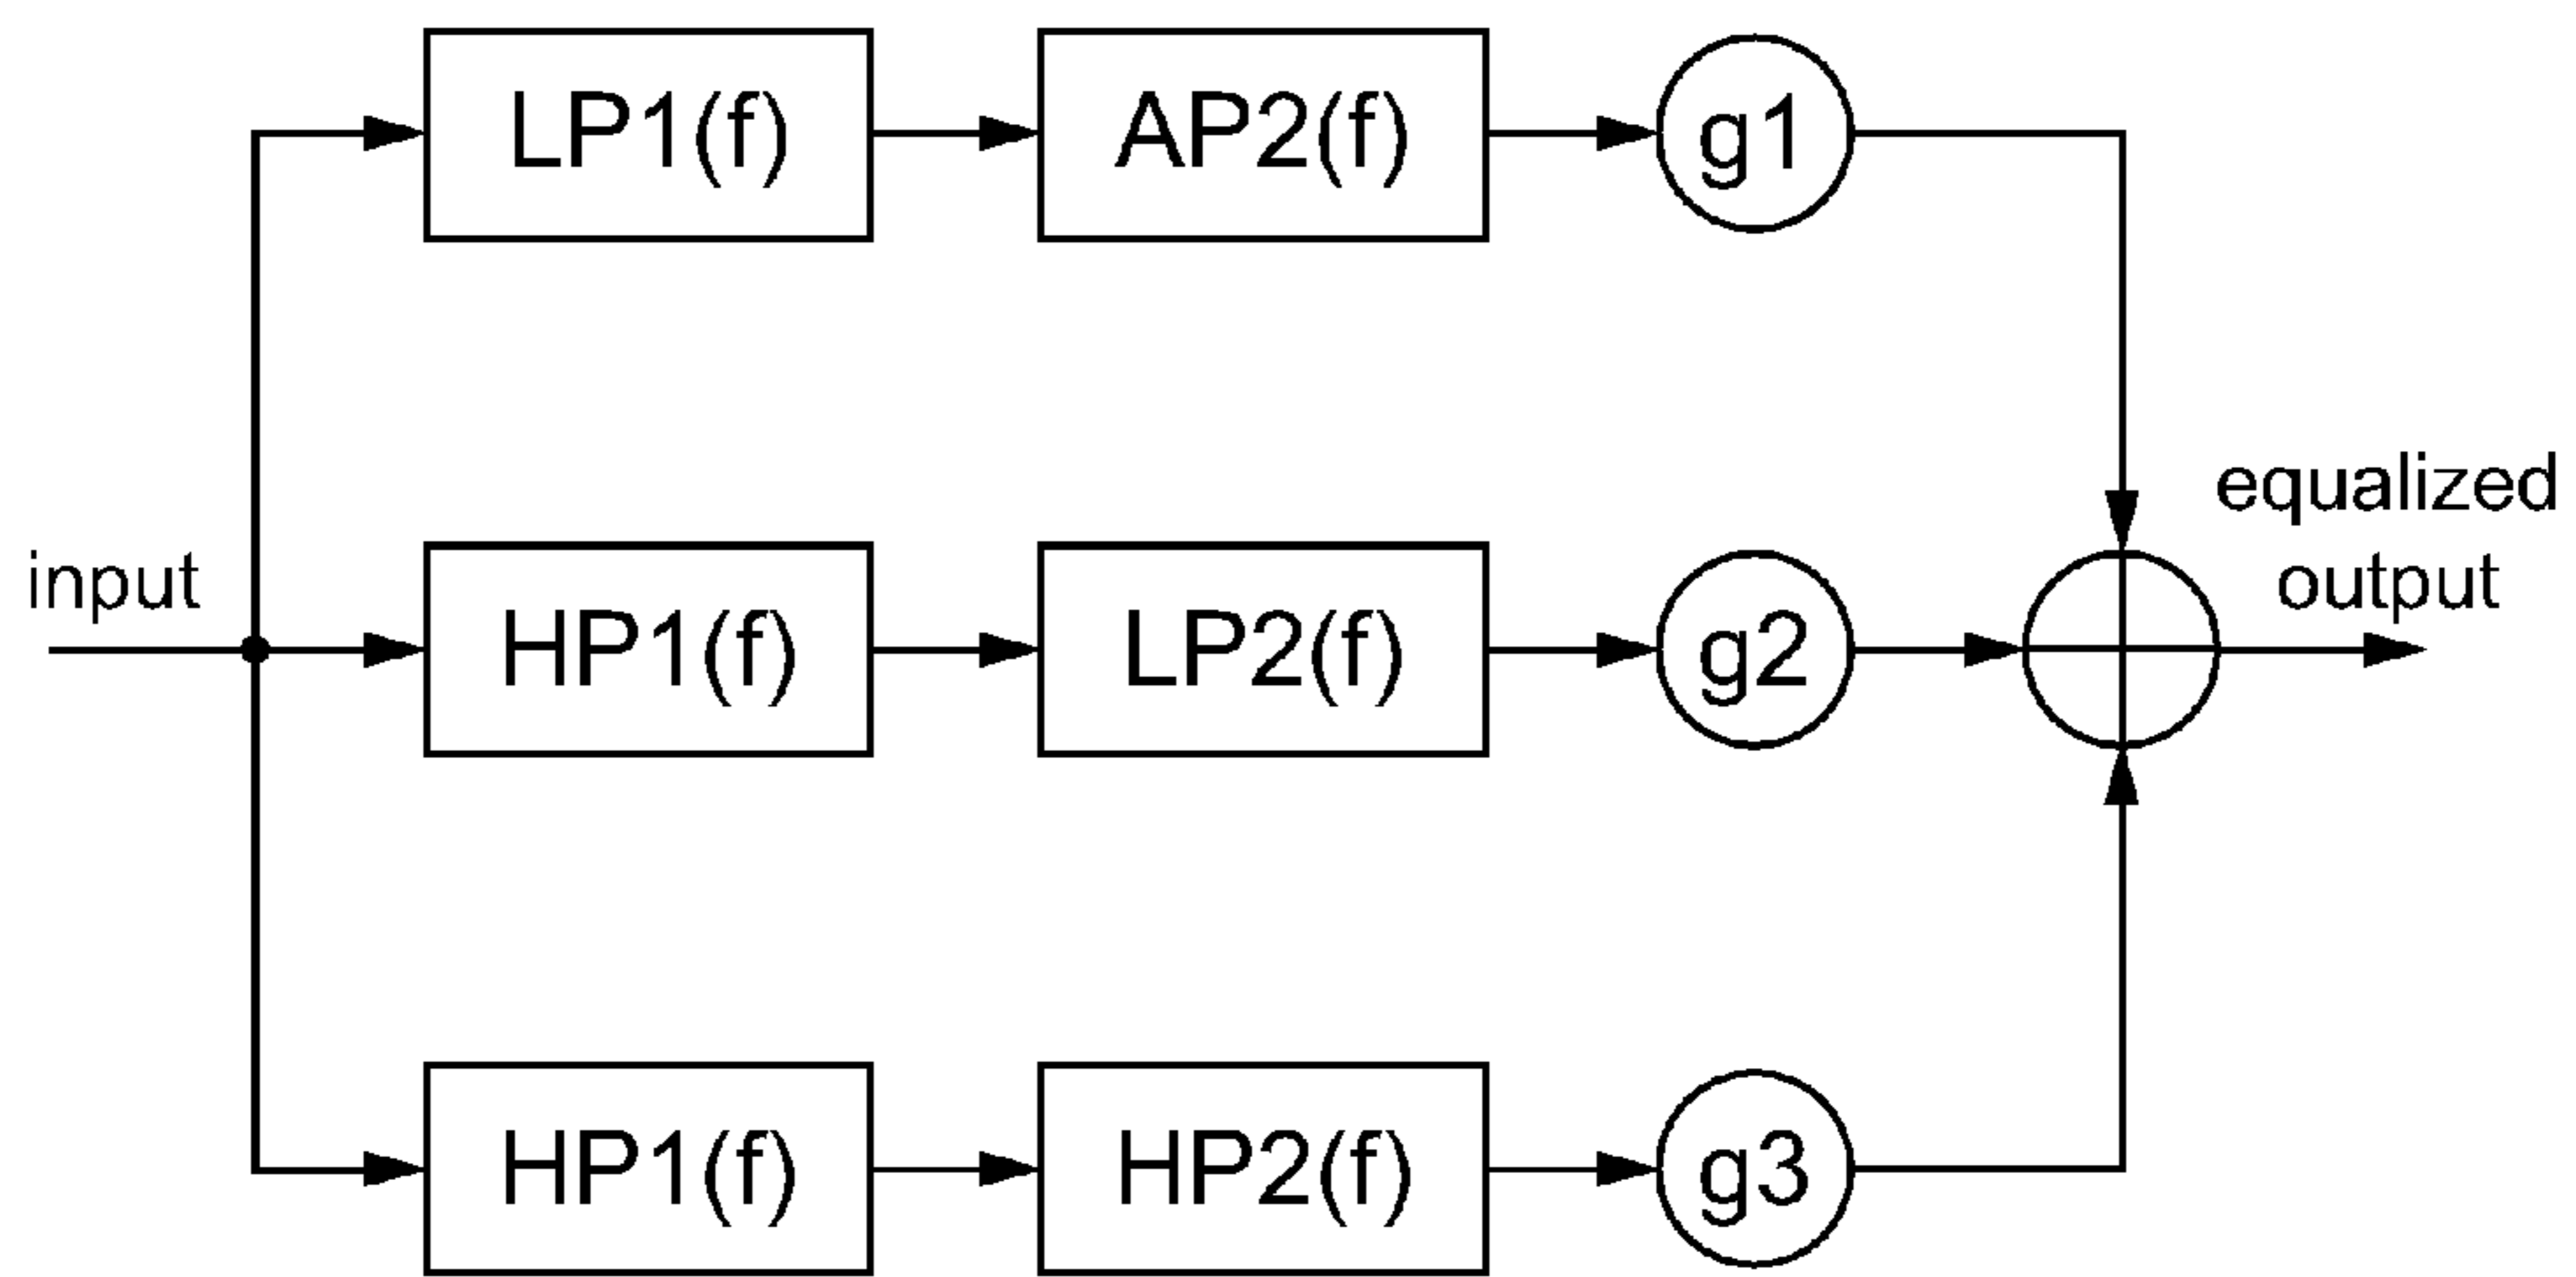 LP1(f)
AP2(f)
g1
input
HP1(f)
LP2(f)
g2
equalized
output
HP1(f)
HP2(f)
g3